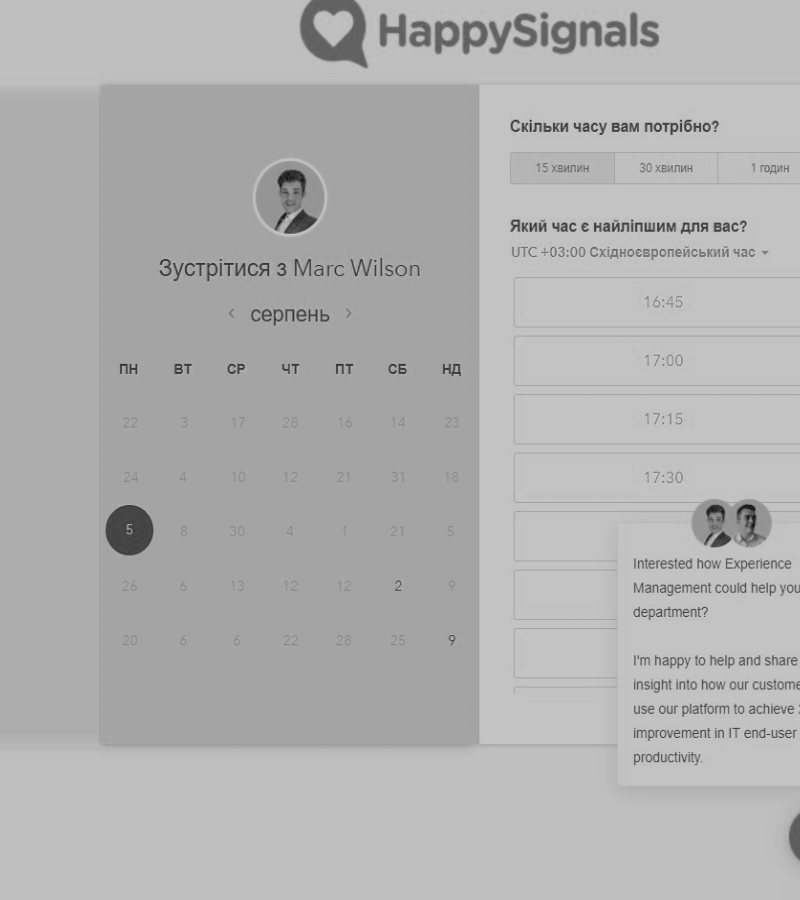 HappySignals
Зустрітися з Marc Wilson
серпень
ПН ВТ СР ЧТ ПТ СБ НД
22 3 17 28 16 14 23
24 4 10 12 21 31 18
5 8 30 4 1 21 5
26 6 13 12 12 2 9
20 6 6 22 28 25 9
Скільки часу вам потрібно?
15 хвилин 30 хвилин 1 годин
Який час є найліпшим для вас?
UTC +03:00 Східноєвропейський час
16:45
17:00
17:15
17:30
Interested how Experience
Management could help you
department?
I'm happy to help and share
insight into how our custome
use our platform to achieve
improvement in IT end-user
productivity.